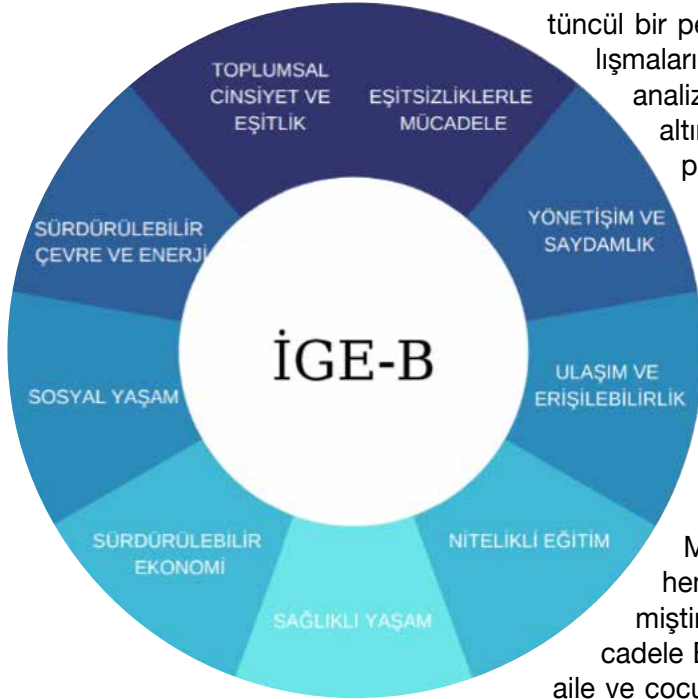 TOPLUMSAL
CİNSİYET VE
EŞİTLİK
EŞİTSİZLİKLERLE
MÜCADELE
YÖNETİŞİM VE
SAYDAMLIK
ULAŞIM VE
ERİŞİLEBİLİRLİK
NİTELİKLİ EĞİTİM
SAĞLIKLI YAŞAM
SÜRDÜRÜLEBİLİR
EKONOMİ
SOSYAL YAŞAM
SÜRDÜRÜLEBİLİR
ÇEVRE VE ENERJİ
İGE-B
tüncül bir pe
lışmaları
analiz
altı
p
M
her
miştir
cadele E
aile ve çocu